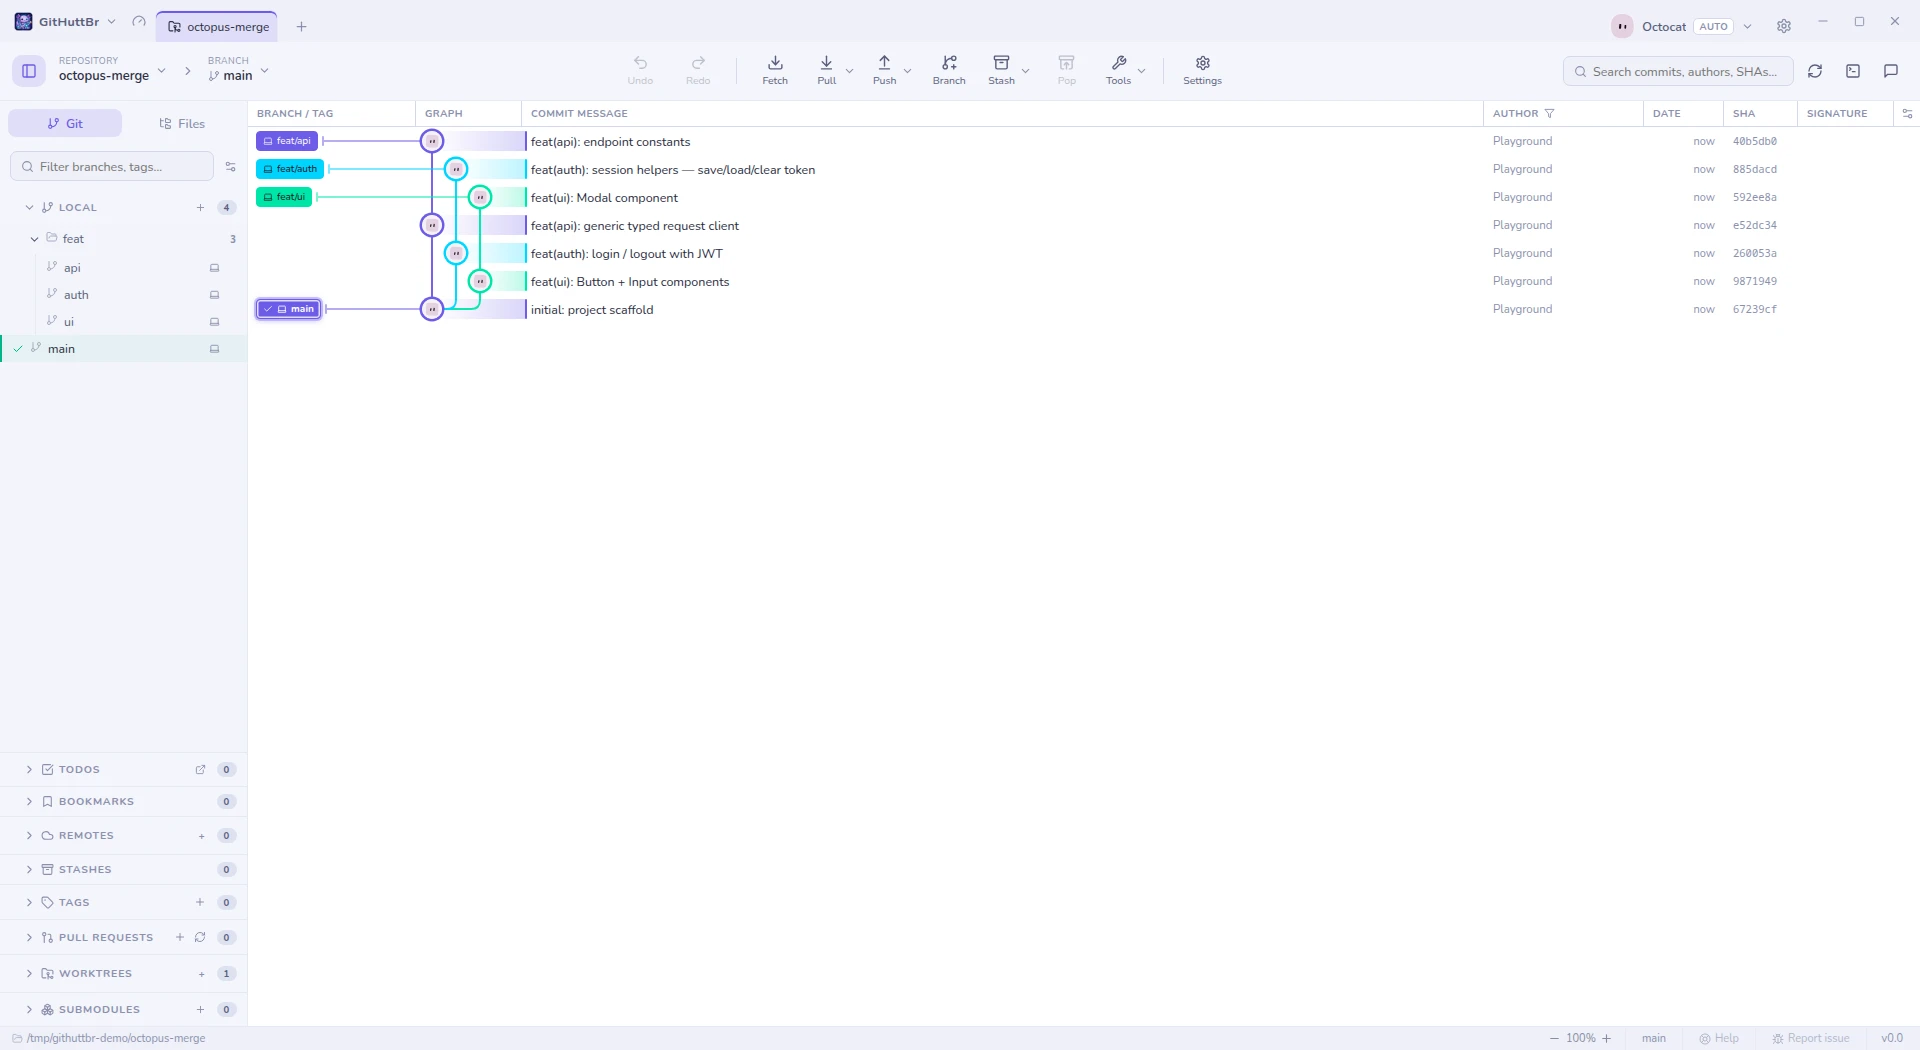 GitHuttBr
octopus-merge
Octocat AUTO
REPOSITORY
octopus-merge
BRANCH
main
Undo
Redo
Fetch
Pull
Push
Branch
Stash
Pop
Tools
Settings
Search commits, authors, SHAs...
Git
Files
Filter branches, tags...
LOCAL 4
feat 3
api
auth
ui
main
BRANCH / TAG GRAPH COMMIT MESSAGE AUTHOR DATE SHA SIGNATURE
feat/api feat(api): endpoint constants Playground now 40b5db0
feat/auth feat(auth): session helpers — save/load/clear token Playground now 885dacd
feat/ui feat(ui): Modal component Playground now 592ee8a
feat(api): generic typed request client Playground now e52dc34
feat(auth): login / logout with JWT Playground now 260053a
feat(ui): Button + Input components Playground now 9871949
main initial: project scaffold Playground now 67239cf
TODOS 0
BOOKMARKS 0
REMOTES 0
STASHES 0
TAGS 0
PULL REQUESTS 0
WORKTREES 1
SUBMODULES 0
/tmp/githuttbr-demo/octopus-merge
100%
main
Help
Report issue
v0.0